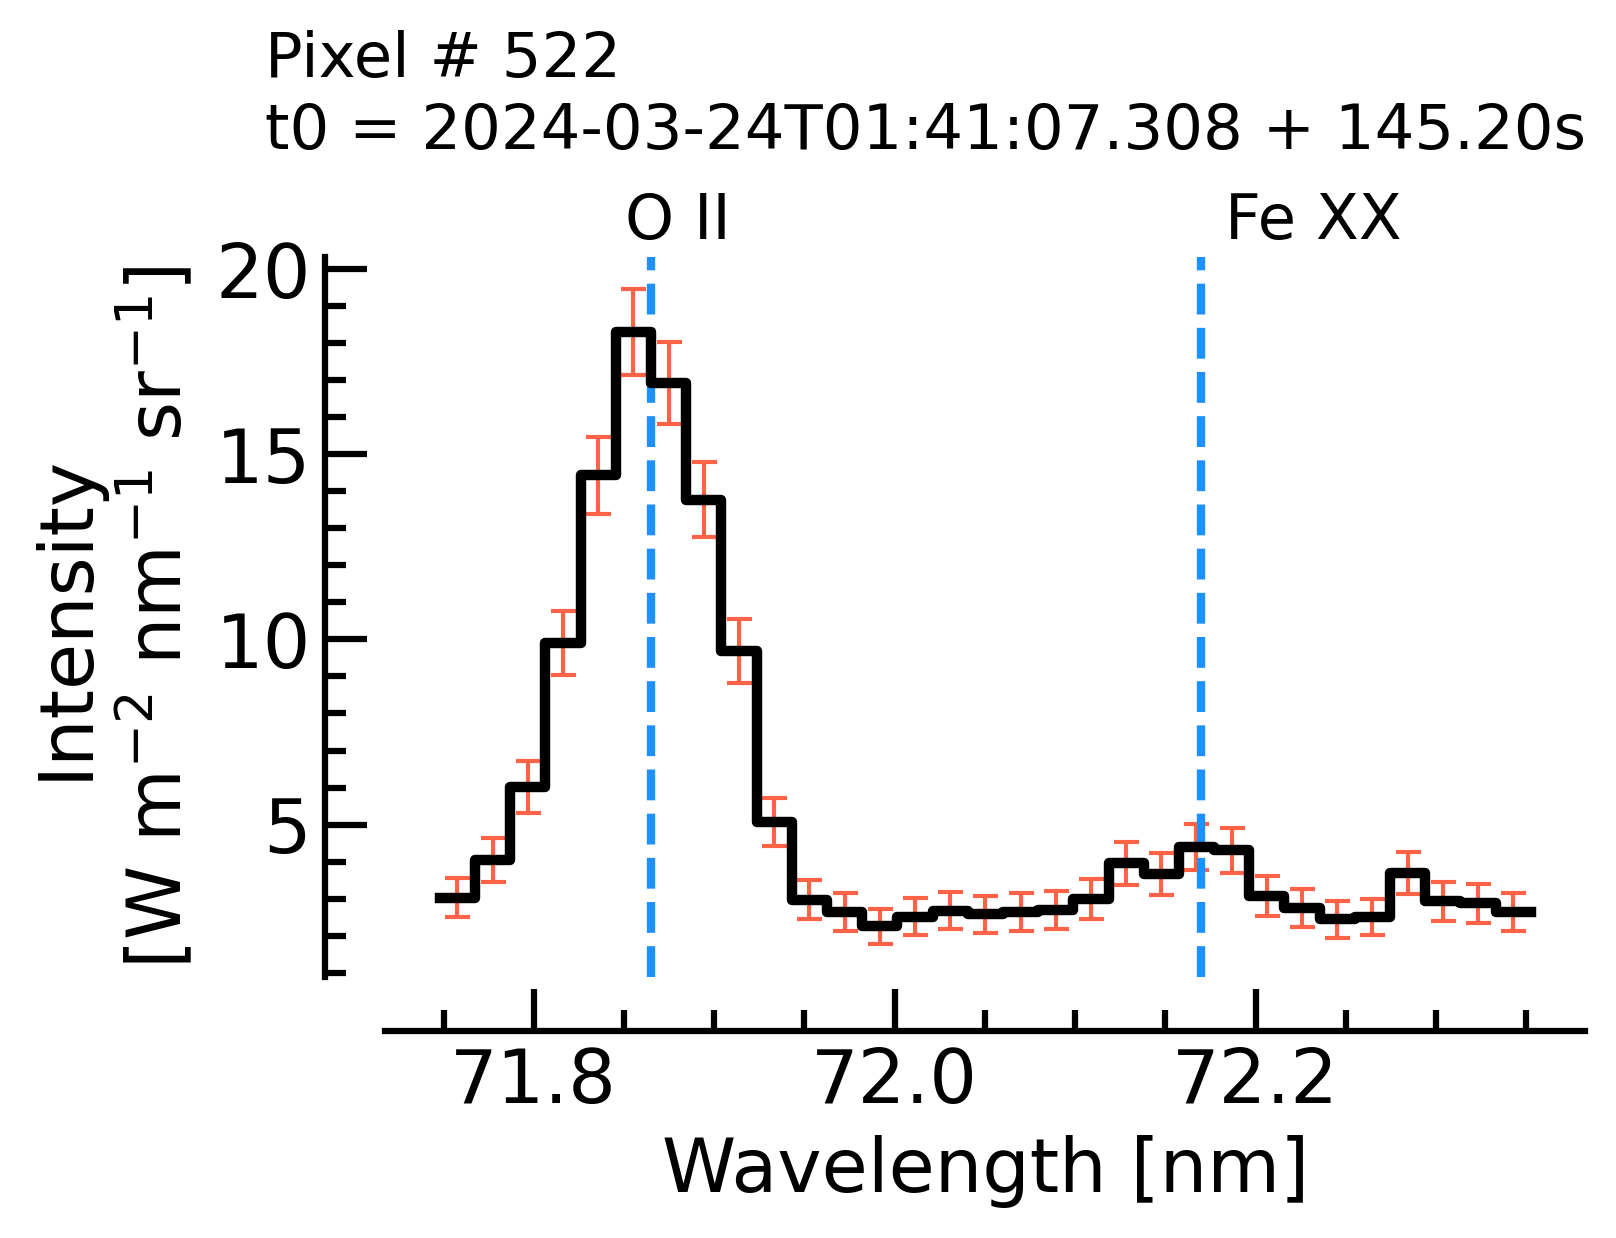 Pixel # 522
t0 = 2024-03-24T01:41:07.308 + 145.20s
O II
Fe XX
Intensity
[W m⁻² nm⁻¹ sr⁻¹]
20
15
10
5
71.8
72.0
72.2
Wavelength [nm]